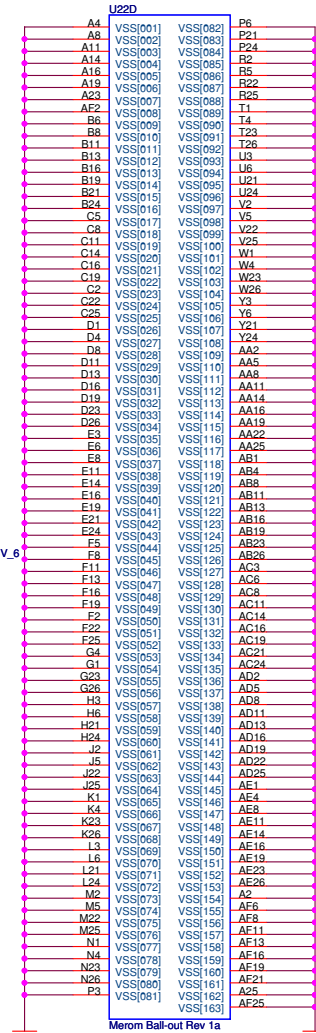 U22D
A4 VSS[001] VSS[082] P6
A8 VSS[002] VSS[083] P21
A11 VSS[003] VSS[084] P24
A14 VSS[004] VSS[085] R2
A16 VSS[005] VSS[086] R5
A19 VSS[006] VSS[087] R22
A23 VSS[007] VSS[088] R25
AF2 VSS[008] VSS[089] T1
B6 VSS[009] VSS[090] T4
B8 VSS[010] VSS[091] T23
B11 VSS[011] VSS[092] T26
B13 VSS[012] VSS[093] U3
B16 VSS[013] VSS[094] U6
B19 VSS[014] VSS[095] U21
B21 VSS[015] VSS[096] U24
B24 VSS[016] VSS[097] V2
C5 VSS[017] VSS[098] V5
C8 VSS[018] VSS[099] V22
C11 VSS[019] VSS[100] V25
C14 VSS[020] VSS[101] W1
C16 VSS[021] VSS[102] W4
C19 VSS[022] VSS[103] W23
C2 VSS[023] VSS[104] W26
C22 VSS[024] VSS[105] Y3
C25 VSS[025] VSS[106] Y6
D1 VSS[026] VSS[107] Y21
D4 VSS[027] VSS[108] Y24
D8 VSS[028] VSS[109] AA2
D11 VSS[029] VSS[110] AA5
D13 VSS[030] VSS[111] AA8
D16 VSS[031] VSS[112] AA11
D19 VSS[032] VSS[113] AA14
D23 VSS[033] VSS[114] AA16
D26 VSS[034] VSS[115] AA19
E3 VSS[035] VSS[116] AA22
E6 VSS[036] VSS[117] AA25
E8 VSS[037] VSS[118] AB1
E11 VSS[038] VSS[119] AB4
E14 VSS[039] VSS[120] AB8
E16 VSS[040] VSS[121] AB11
E19 VSS[041] VSS[122] AB13
E21 VSS[042] VSS[123] AB16
E24 VSS[043] VSS[124] AB19
F5 VSS[044] VSS[125] AB23
V_6 F8 VSS[045] VSS[126] AB26
F11 VSS[046] VSS[127] AC3
F13 VSS[047] VSS[128] AC6
F16 VSS[048] VSS[129] AC8
F19 VSS[049] VSS[130] AC11
F2 VSS[050] VSS[131] AC14
F22 VSS[051] VSS[132] AC16
F25 VSS[052] VSS[133] AC19
G4 VSS[053] VSS[134] AC21
G1 VSS[054] VSS[135] AC24
G23 VSS[055] VSS[136] AD2
G26 VSS[056] VSS[137] AD5
H3 VSS[057] VSS[138] AD8
H6 VSS[058] VSS[139] AD11
H21 VSS[059] VSS[140] AD13
H24 VSS[060] VSS[141] AD16
J2 VSS[061] VSS[142] AD19
J5 VSS[062] VSS[143] AD22
J22 VSS[063] VSS[144] AD25
J25 VSS[064] VSS[145] AE1
K1 VSS[065] VSS[146] AE4
K4 VSS[066] VSS[147] AE8
K23 VSS[067] VSS[148] AE11
K26 VSS[068] VSS[149] AE14
L3 VSS[069] VSS[150] AE16
L6 VSS[070] VSS[151] AE19
L21 VSS[071] VSS[152] AE23
L24 VSS[072] VSS[153] AE26
M2 VSS[073] VSS[154] A2
M5 VSS[074] VSS[155] AF6
M22 VSS[075] VSS[156] AF8
M25 VSS[076] VSS[157] AF11
N1 VSS[077] VSS[158] AF13
N4 VSS[078] VSS[159] AF16
N23 VSS[079] VSS[160] AF19
N26 VSS[080] VSS[161] AF21
P3 VSS[081] VSS[162] A25
VSS[163] AF25
Merom Ball-out Rev 1a